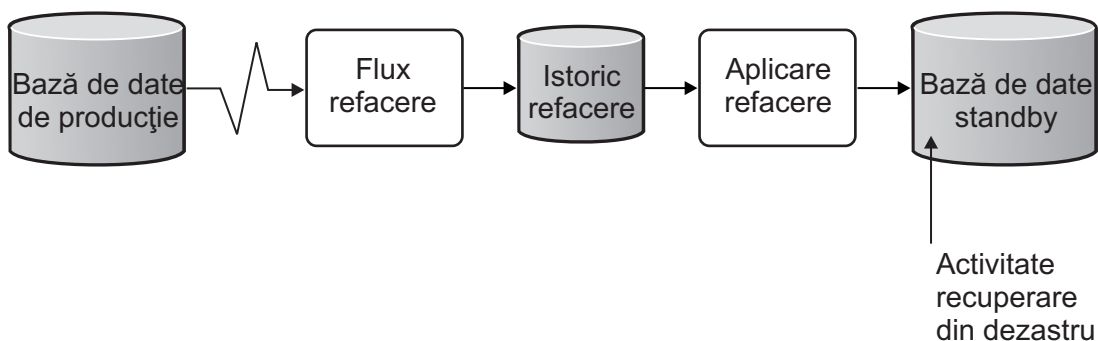 Bază de date
de producţie
Flux
refacere
Istoric
refacere
Aplicare
refacere
Bază de date
standby
Activitate
recuperare
din dezastru